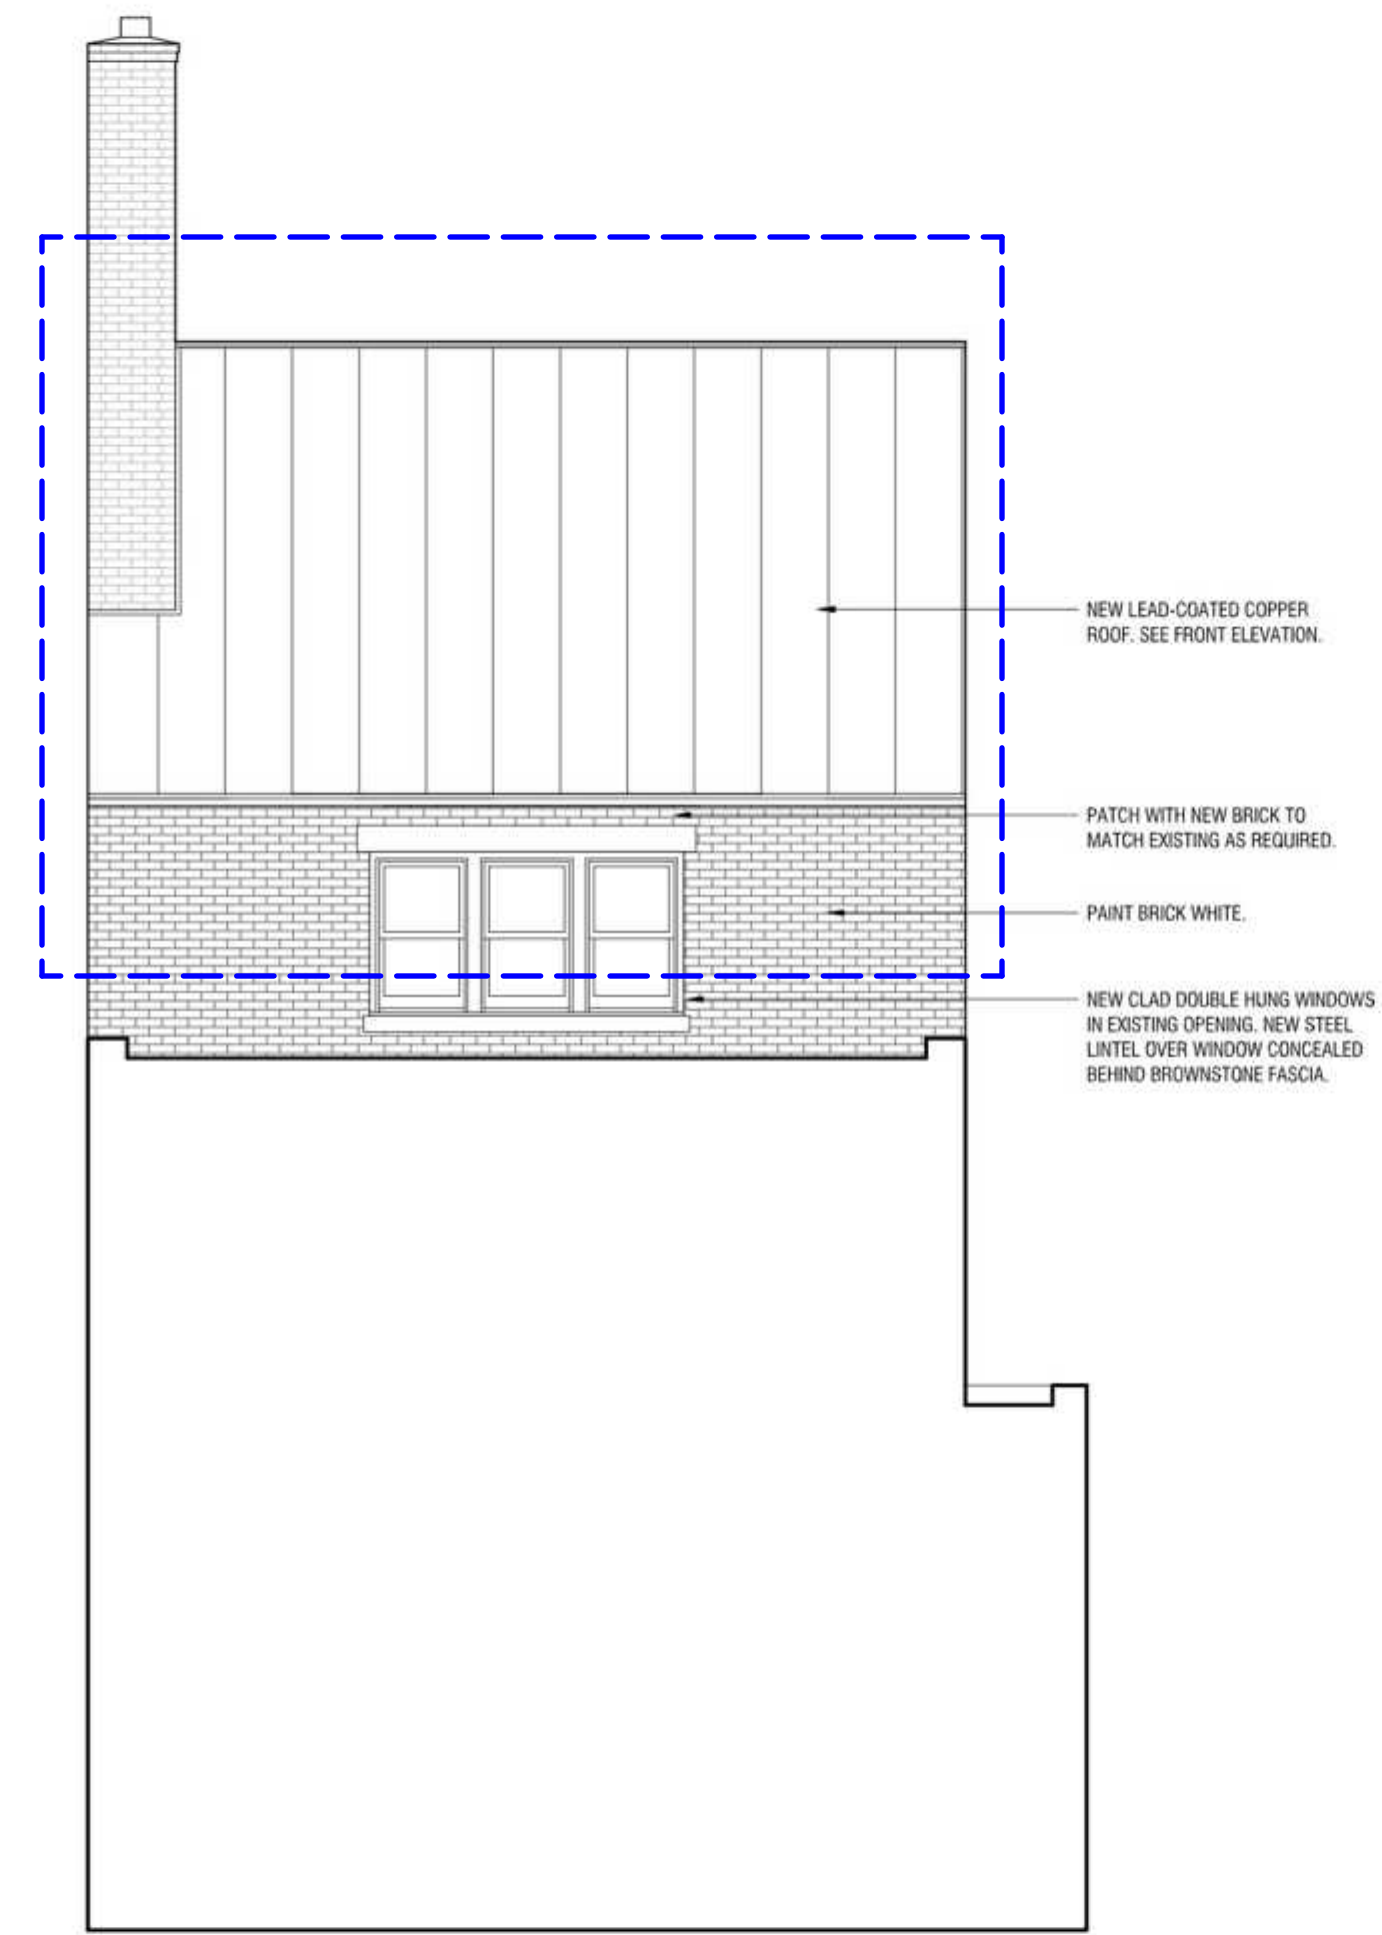 NEW LEAD-COATED COPPER
ROOF. SEE FRONT ELEVATION.
PATCH WITH NEW BRICK TO
MATCH EXISTING AS REQUIRED.
PAINT BRICK WHITE.
NEW CLAD DOUBLE HUNG WINDOWS
IN EXISTING OPENING. NEW STEEL
LINTEL OVER WINDOW CONCEALED
BEHIND BROWNSTONE FASCIA.